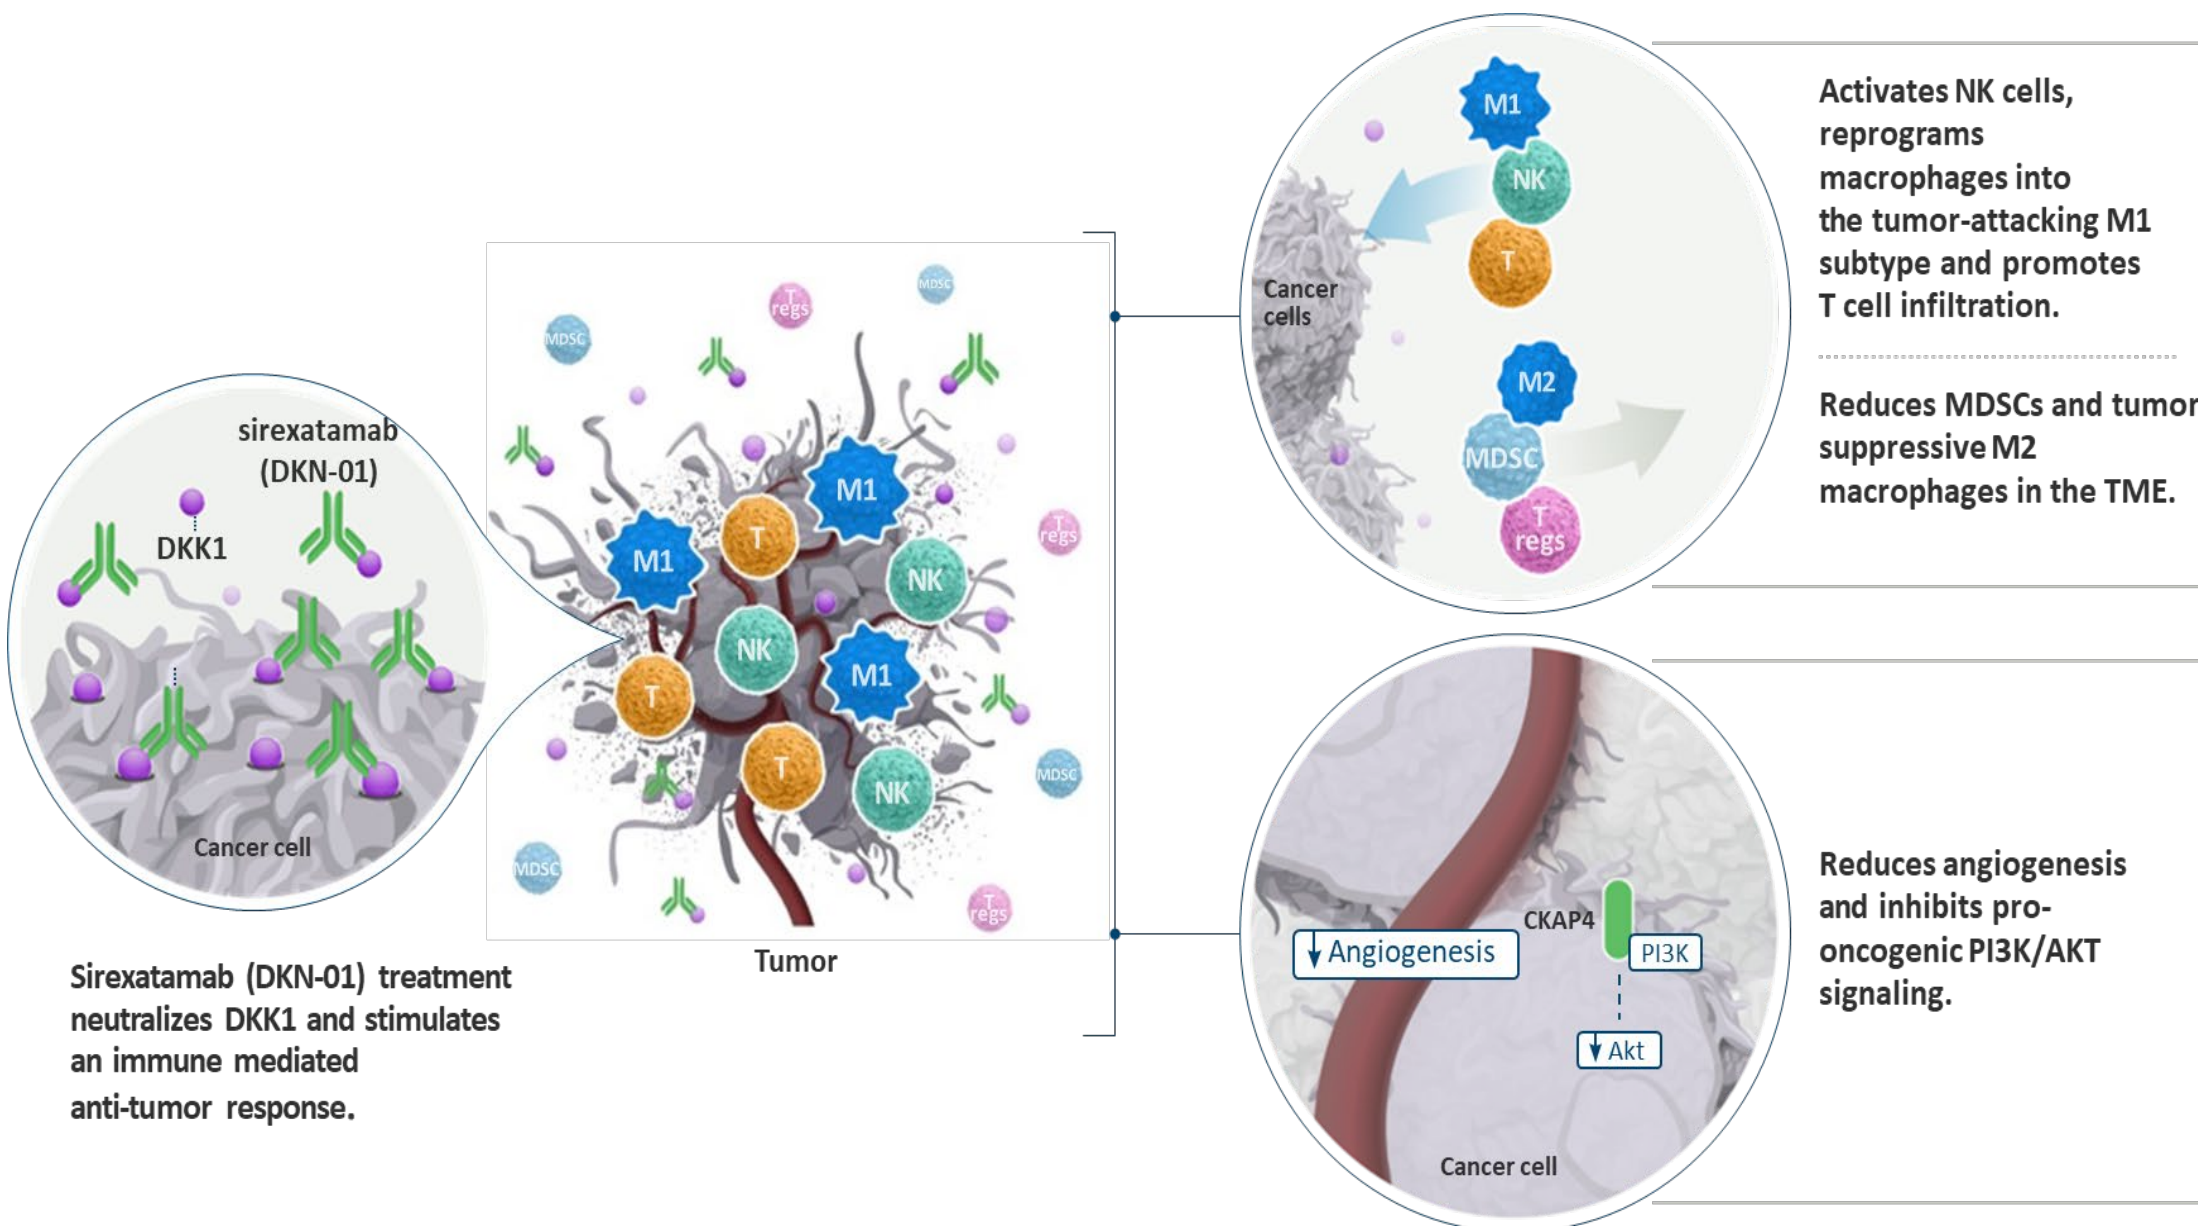 sirexatamab
(DKN-01)
DKK1
Cancer cell
Sirexatamab (DKN-01) treatment
neutralizes DKK1 and stimulates
an immune mediated
anti-tumor response.
MDSC
T
regs
MDSC
M1
T
M1
T
regs
NK
NK
M1
T
T
NK
MDSC
MDSC
T
regs
Tumor
M1
NK
T
Cancer
cells
M2
MDSC
T
regs
Activates NK cells,
reprograms
macrophages into
the tumor-attacking M1
subtype and promotes
T cell infiltration.
Reduces MDSCs and tumor
suppressive M2
macrophages in the TME.
CKAP4
↓ Angiogenesis
PI3K
↓ Akt
Cancer cell
Reduces angiogenesis
and inhibits pro-
oncogenic PI3K/AKT
signaling.